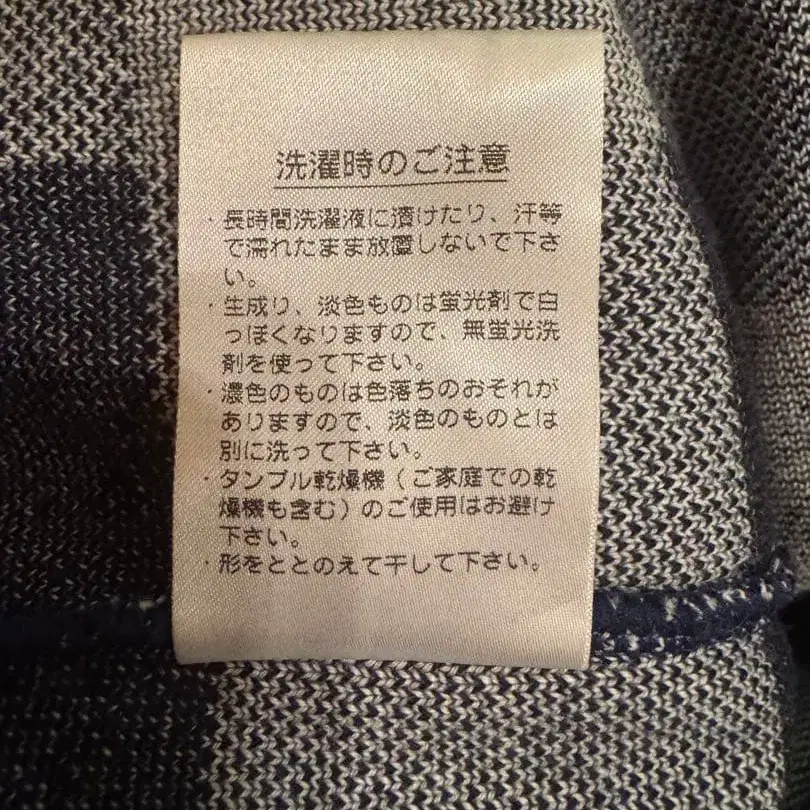 洗濯時のご注意
・長時間洗濯液に漬けたり、汗等
で濡れたまま放置しないで下さ
い。
・生成り、淡色ものは蛍光剤で白
っぽくなりますので、無蛍光洗
剤を使って下さい。
・濃色のものは色落ちのおそれが
ありますので、淡色のものとは
別に洗って下さい。
・タンブル乾燥機（ご家庭での乾
燥機も含む）のご使用はお避け
下さい。
・形をととのえて干して下さい。